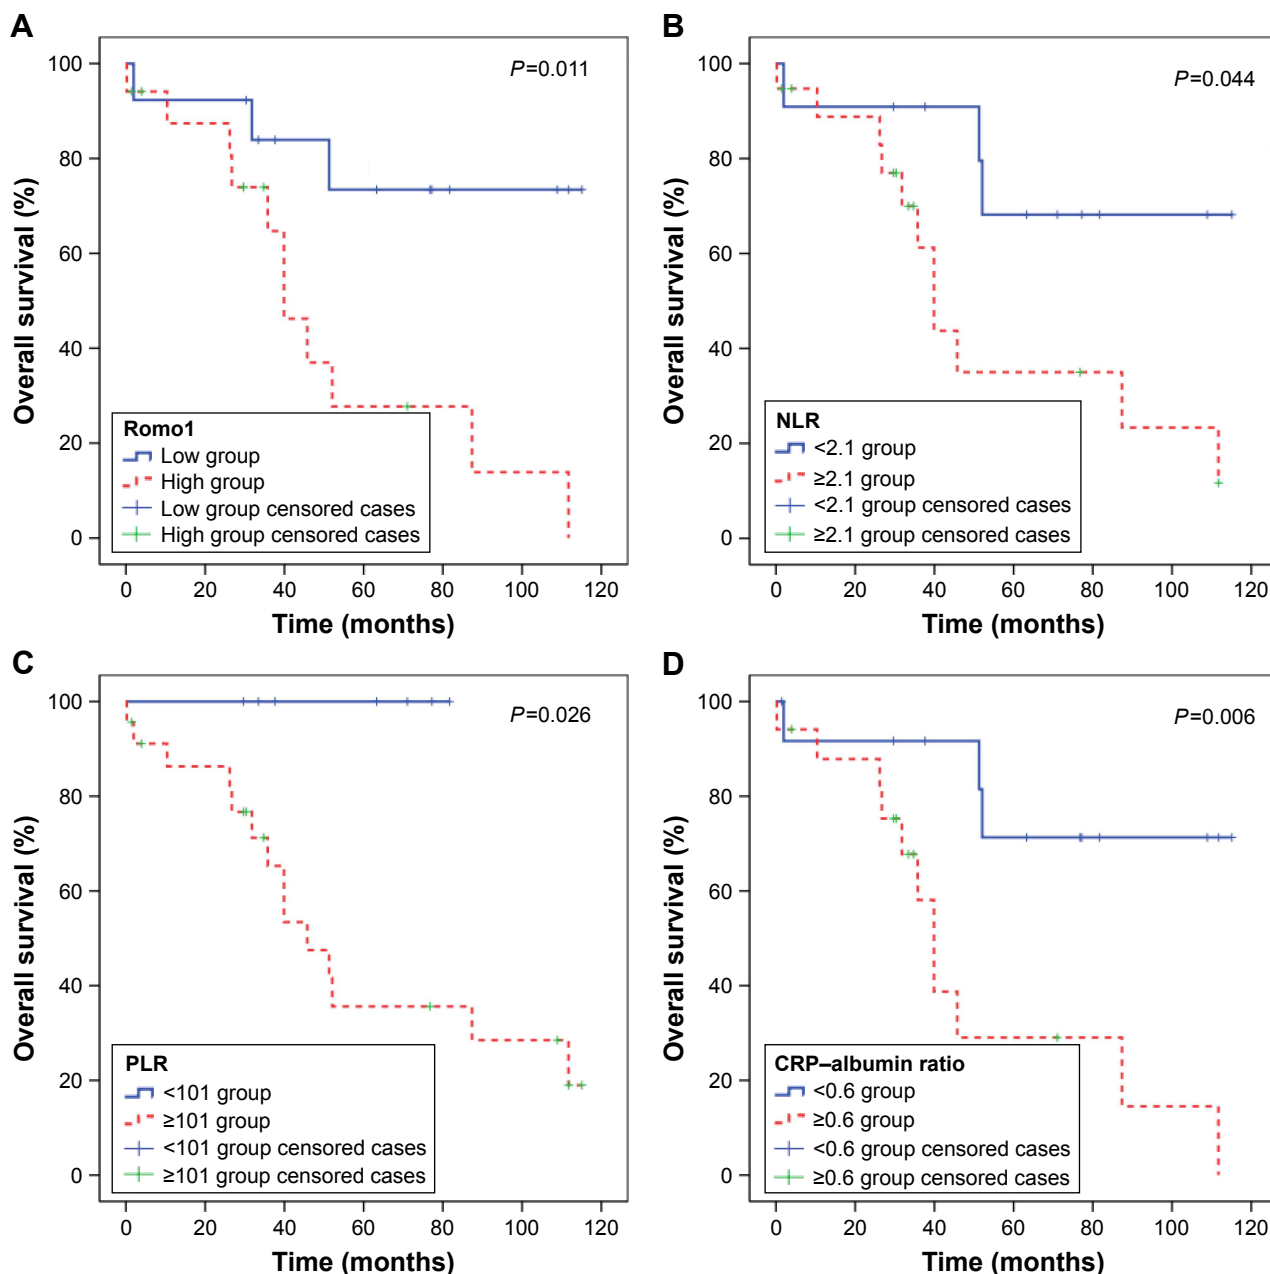 A
P=0.011
Overall survival (%)
100
80
60
40
20
0
Romo1
Low group
High group
Low group censored cases
High group censored cases
0 20 40 60 80 100 120
Time (months)
B
P=0.044
Overall survival (%)
100
80
60
40
20
0
NLR
<2.1 group
≥2.1 group
<2.1 group censored cases
≥2.1 group censored cases
0 20 40 60 80 100 120
Time (months)
C
P=0.026
Overall survival (%)
100
80
60
40
20
0
PLR
<101 group
≥101 group
<101 group censored cases
≥101 group censored cases
0 20 40 60 80 100 120
Time (months)
D
P=0.006
Overall survival (%)
100
80
60
40
20
0
CRP–albumin ratio
<0.6 group
≥0.6 group
<0.6 group censored cases
≥0.6 group censored cases
0 20 40 60 80 100 120
Time (months)